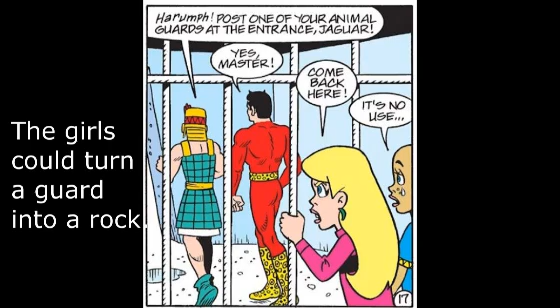 Harumph! POST ONE OF YOUR ANIMAL
GUARDS AT THE ENTRANCE, JAGUAR!
YES,
MASTER!
COME
BACK
HERE!
IT'S NO
USE...
The girls
could turn
a guard
into a rock.
17